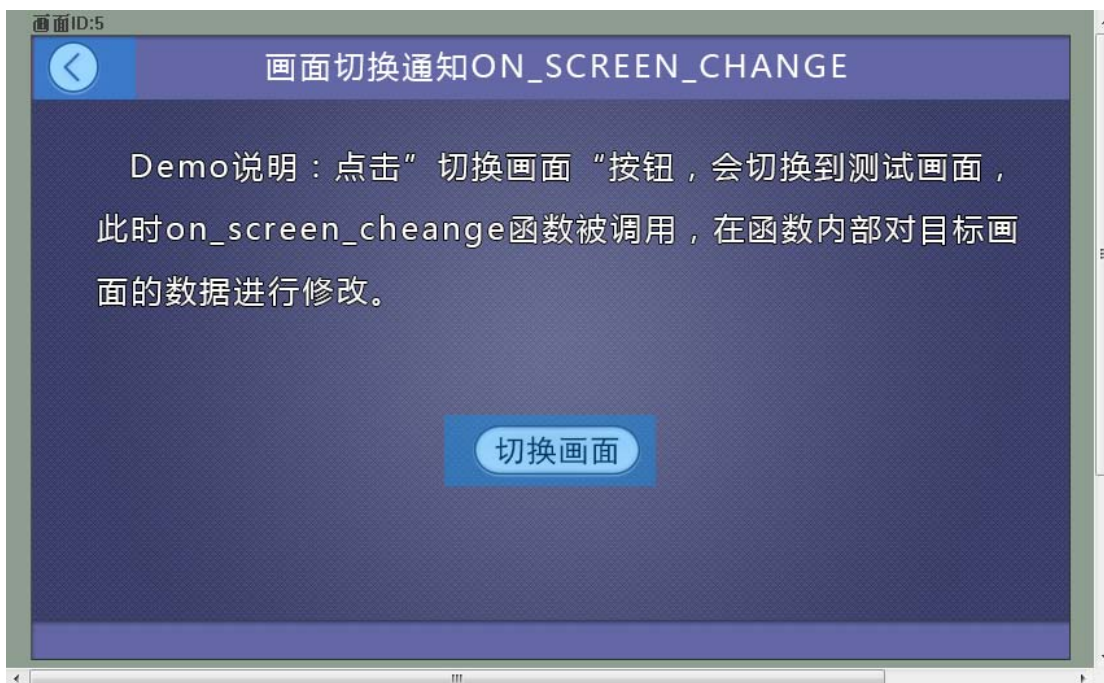 画面ID:5
画面切换通知ON_SCREEN_CHANGE
Demo说明：点击”切换画面“按钮，会切换到测试画面，
此时on_screen_cheange函数被调用，在函数内部对目标画
面的数据进行修改。
切换画面